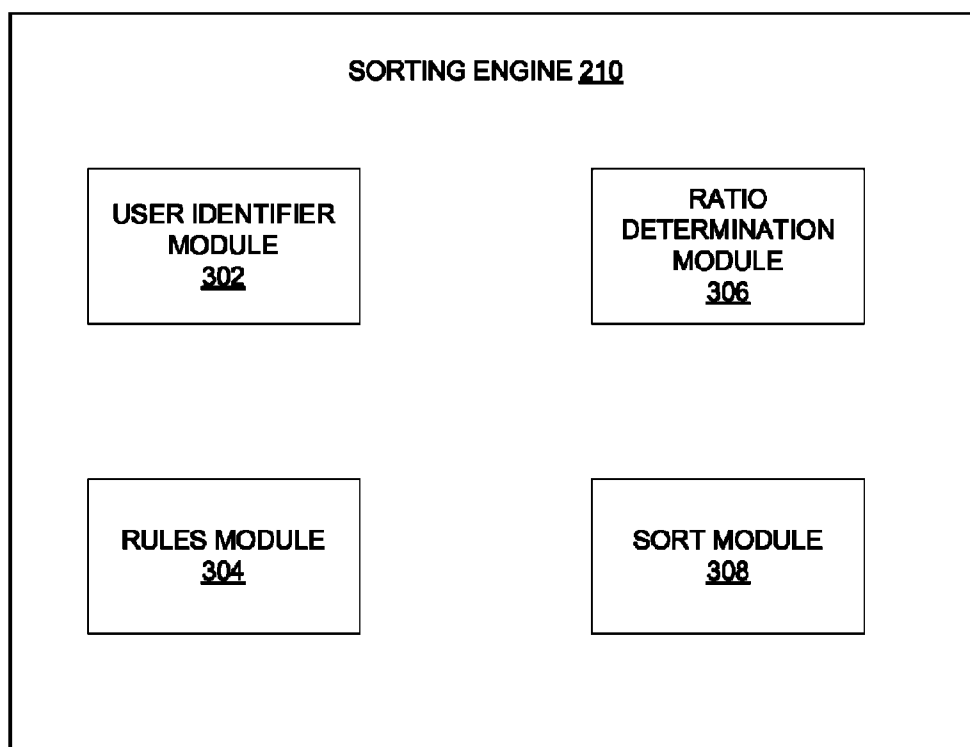 SORTING ENGINE 210
USER IDENTIFIER
MODULE
302
RATIO
DETERMINATION
MODULE
306
RULES MODULE
304
SORT MODULE
308